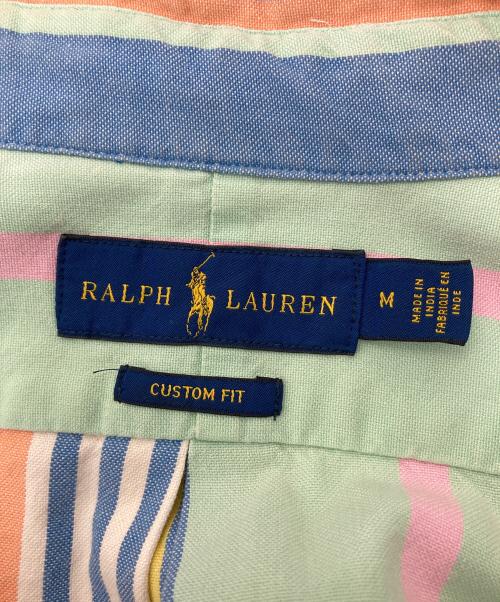 RALPH LAUREN
M
MADE IN
INDIA
FABRIQUÉ EN
INDE
CUSTOM FIT